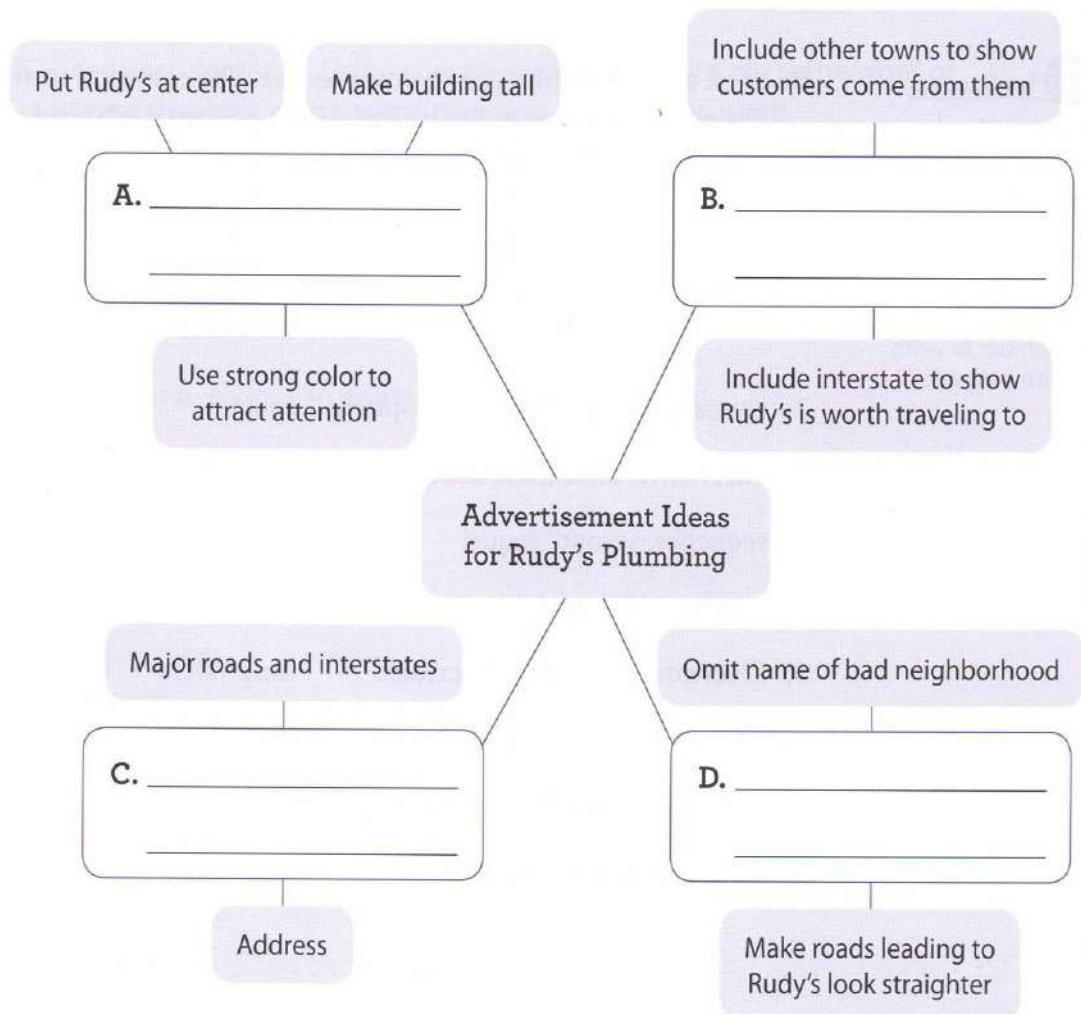 Put Rudy's at center
Make building tall
Include other towns to show
customers come from them
A.
B.
Use strong color to
attract attention
Include interstate to show
Rudy's is worth traveling to
Advertisement Ideas
for Rudy's Plumbing
Major roads and interstates
Omit name of bad neighborhood
C.
D.
Address
Make roads leading to
Rudy's look straighter